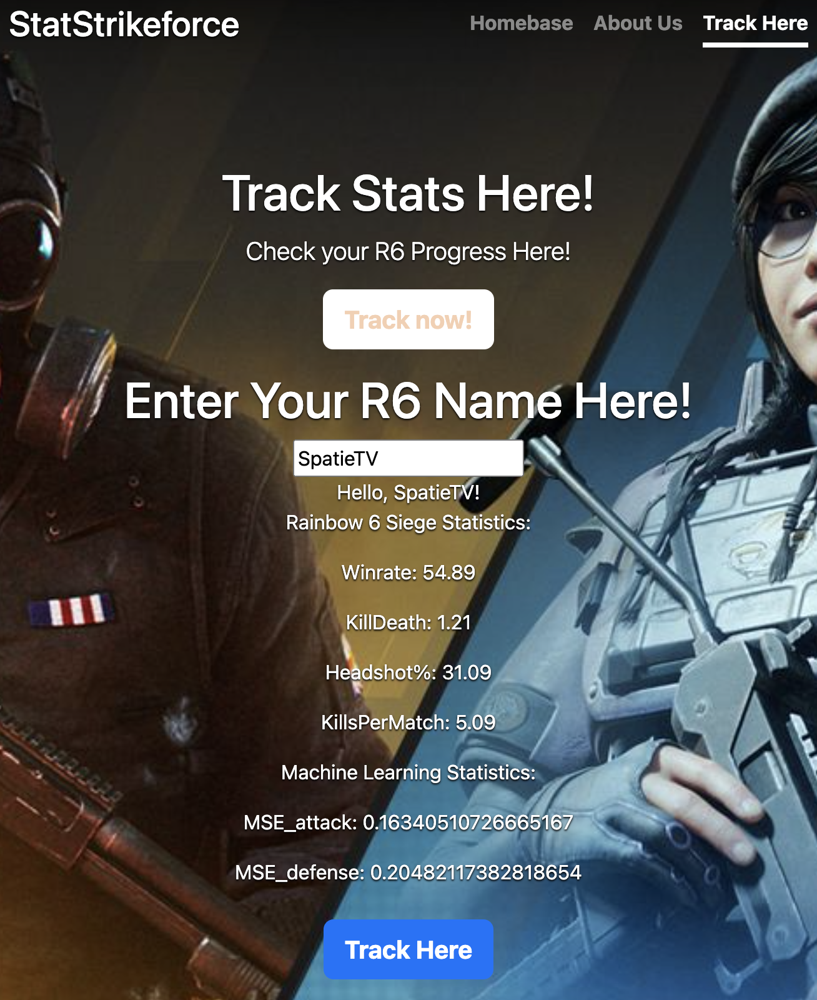 StatStrikeforce
Homebase About Us Track Here
Track Stats Here!
Check your R6 Progress Here!
Track now!
Enter Your R6 Name Here!
SpatieTV
Hello, SpatieTV!
Rainbow 6 Siege Statistics:
Winrate: 54.89
KillDeath: 1.21
Headshot%: 31.09
KillsPerMatch: 5.09
Machine Learning Statistics:
MSE_attack: 0.16340510726665167
MSE_defense: 0.20482117382818654
Track Here